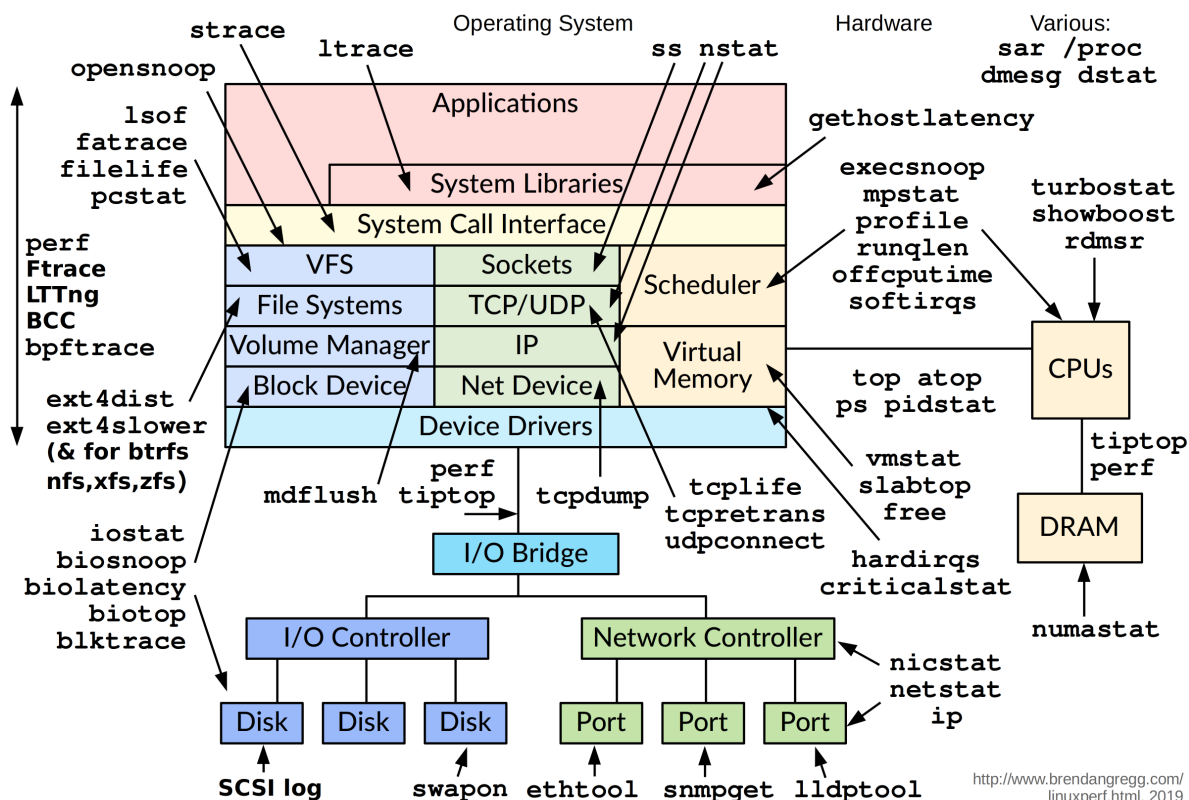 Operating System
Hardware
Various:
sar /proc
dmesg dstat
strace
ltrace
ss nstat
opensnoop
lsof
fatrace
filelife
pcstat
perf
Ftrace
LTTng
BCC
bpftrace
ext4dist
ext4slower
(& for btrfs
nfs,xfs,zfs)
iostat
biosnoop
biolatency
biotop
blktrace
Applications
System Libraries
System Call Interface
VFS
Sockets
Scheduler
File Systems
TCP/UDP
Volume Manager
IP
Virtual
Memory
Block Device
Net Device
Device Drivers
gethostlatency
execsnoop
mpstat
profile
runqlen
offcputime
softirqs
turbostat
showboost
rdmsr
CPUs
top atop
ps pidstat
tiptop
perf
DRAM
numastat
vmstat
slabtop
free
hardirqs
criticalstat
mdflush
perf
tiptop
tcpdump
tcplife
tcpretrans
udpconnect
I/O Bridge
I/O Controller
Network Controller
nicstat
netstat
ip
Disk
Disk
Disk
Port
Port
Port
SCSI log
swapon
ethtool
snmpget
lldptool
http://www.brendangregg.com/
linuxperf.html, 2019